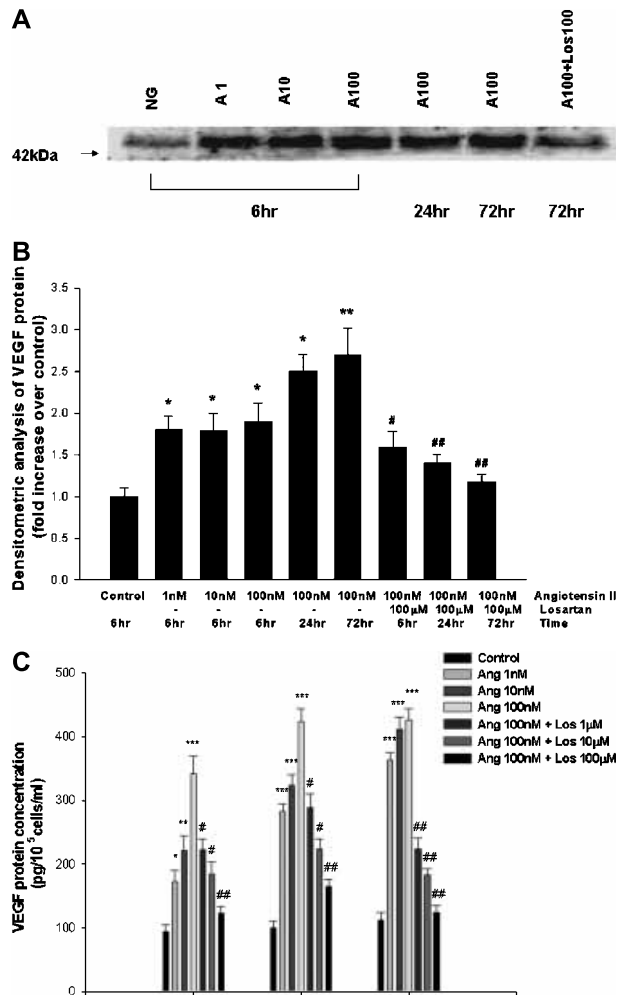 A
NG
A 1
A10
A100
A100
A100
A100+Los100
42kDa
6hr
24hr
72hr
72hr
B
Densitometric analysis of VEGF protein
(fold increase over control)
3.5
3.0
2.5
2.0
1.5
1.0
0.5
0.0
*
*
*
*
**
#
##
##
Control 1nM 10nM 100nM 100nM 100nM 100nM 100nM 100nM Angiotensin II
- - - - - 100µM 100µM 100µM Losartan
6hr 6hr 6hr 6hr 24hr 72hr 6hr 24hr 72hr Time
C
VEGF protein concentration
(pg/10⁵cells/ml)
500
400
300
200
100
0
* ** *** # # ##
*** *** *** # # ##
*** *** *** ## ## ##
Control
Ang 1nM
Ang 10nM
Ang 100nM
Ang 100nM + Los 1µM
Ang 100nM + Los 10µM
Ang 100nM + Los 100µM